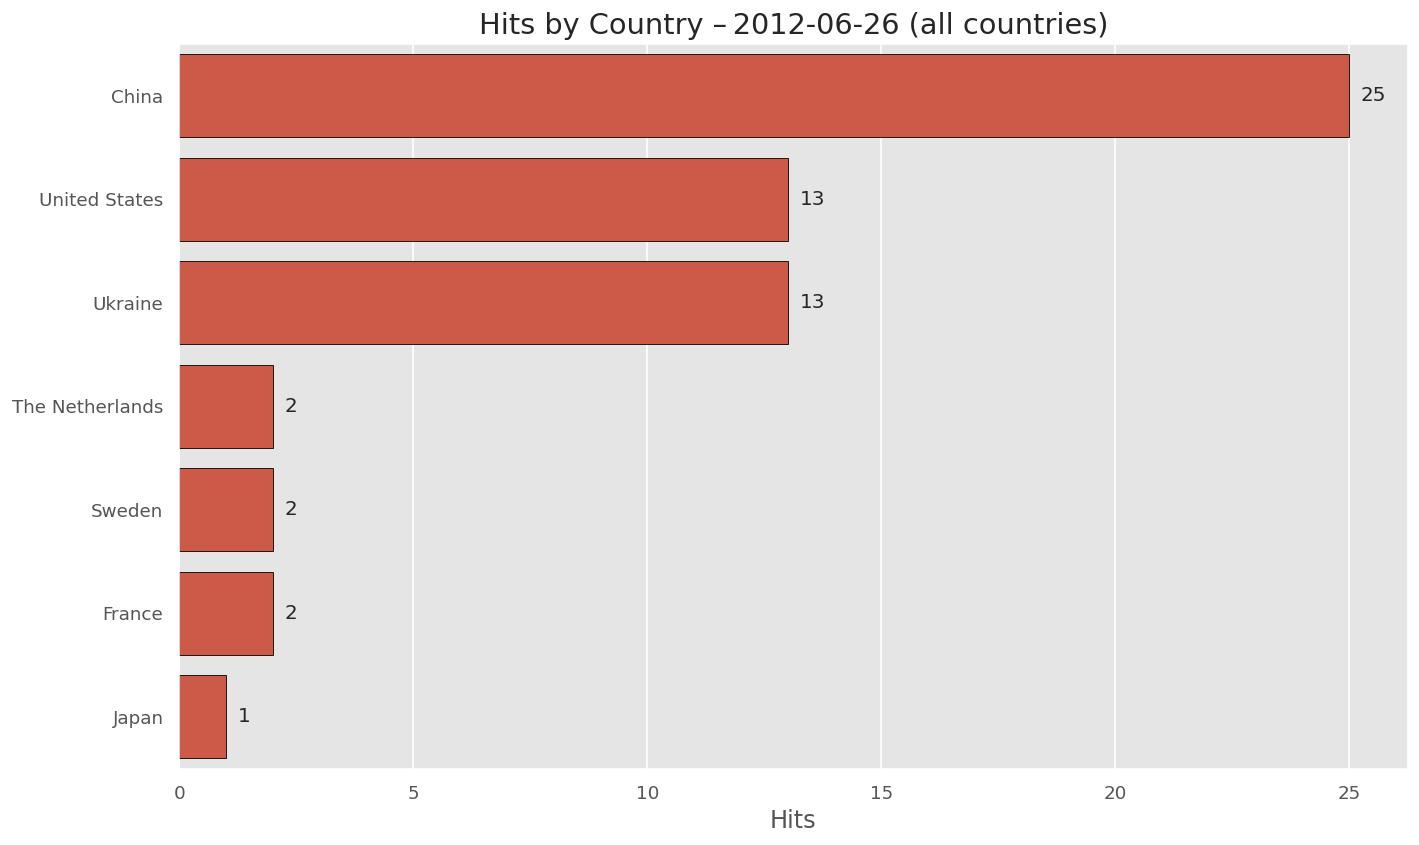 Hits by Country – 2012-06-26 (all countries)
China
25
United States
13
Ukraine
13
The Netherlands
2
Sweden
2
France
2
Japan
1
0 5 10 15 20 25
Hits